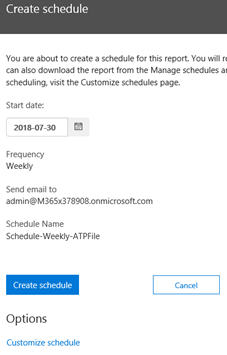 Create schedule
You are about to create a schedule for this report. You will re
can also download the report from the Manage schedules a
scheduling, visit the Customize schedules page.
Start date:
2018-07-30
Frequency
Weekly
Send email to
admin@M365x378908.onmicrosoft.com
Schedule Name
Schedule-Weekly-ATPFile
Create schedule
Cancel
Options
Customize schedule